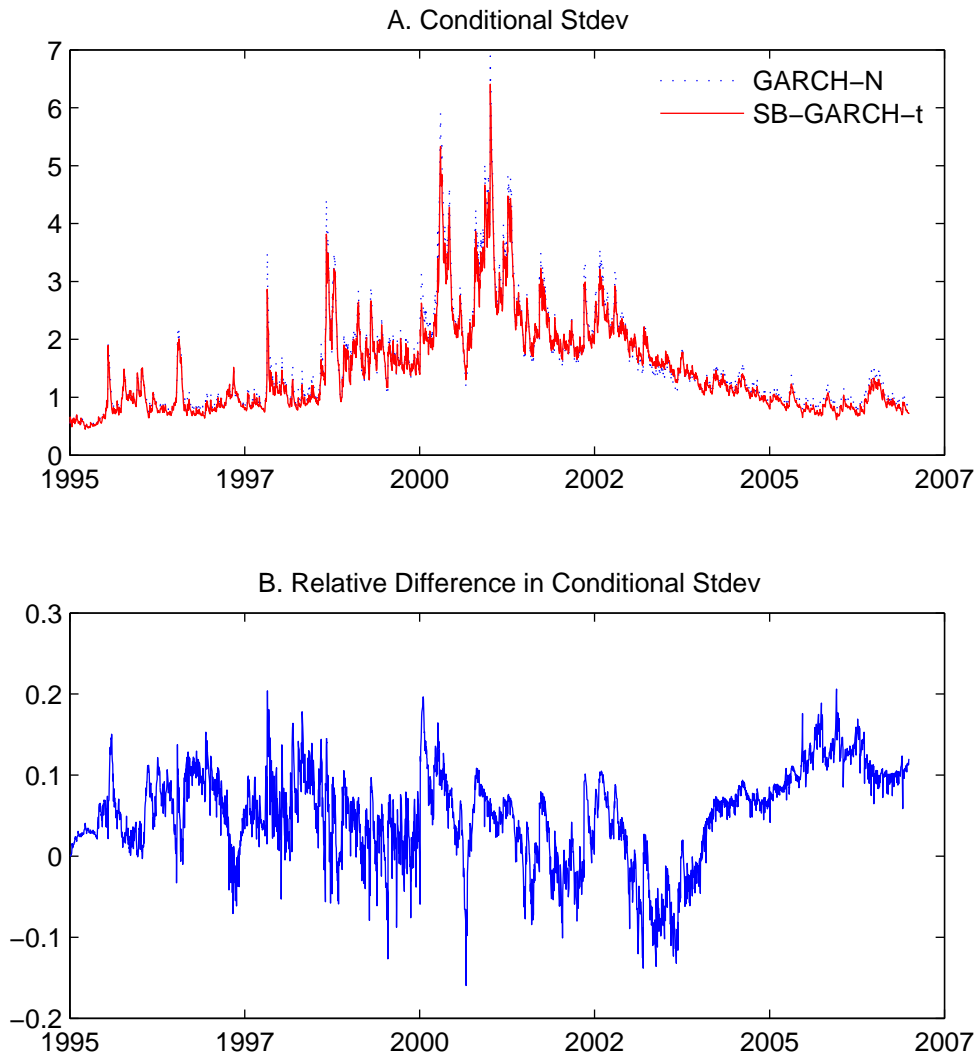 A. Conditional Stdev
7
6
5
4
3
2
1
0
GARCH−N
SB−GARCH−t
1995 1997 2000 2002 2005 2007
B. Relative Difference in Conditional Stdev
0.3
0.2
0.1
0
−0.1
−0.2
1995 1997 2000 2002 2005 2007